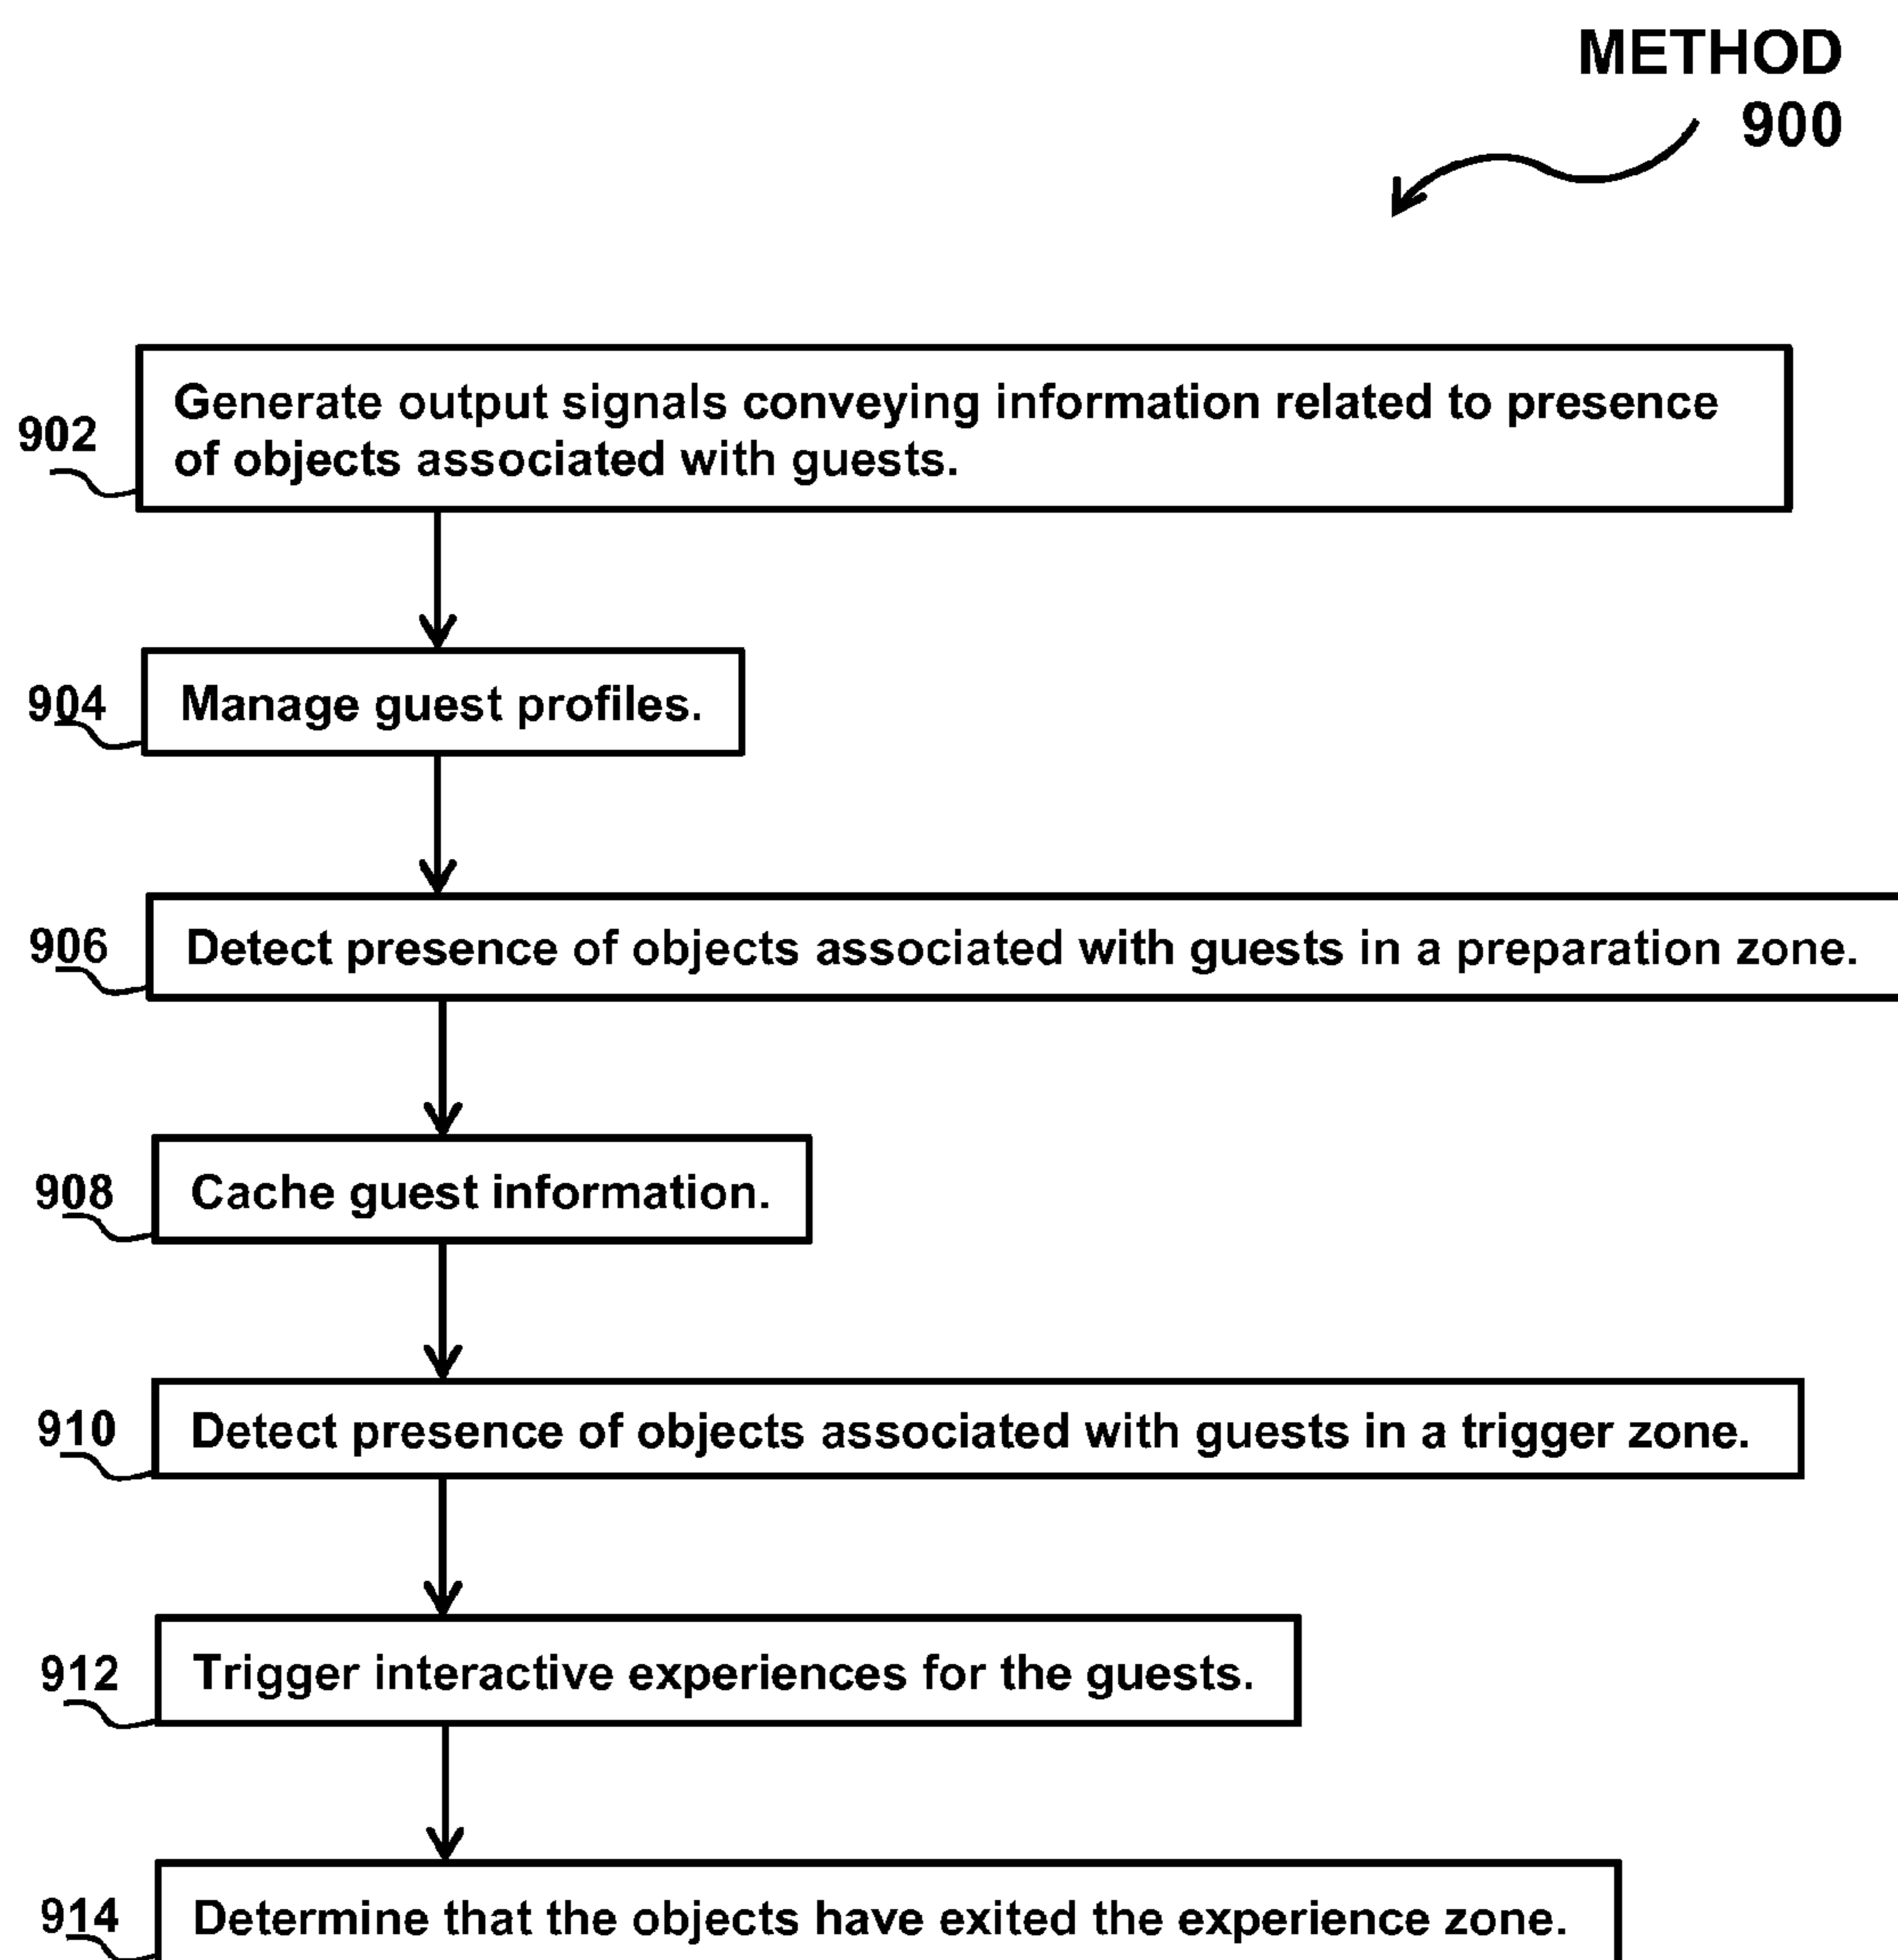 METHOD
900
902
Generate output signals conveying information related to presence
of objects associated with guests.
904
Manage guest profiles.
906
Detect presence of objects associated with guests in a preparation zone.
908
Cache guest information.
910
Detect presence of objects associated with guests in a trigger zone.
912
Trigger interactive experiences for the guests.
914
Determine that the objects have exited the experience zone.